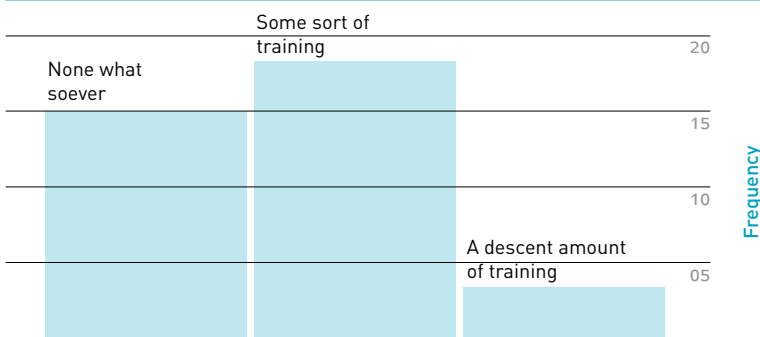 Some sort of
training
20
None what
soever
15
10
Frequency
A descent amount
of training
05